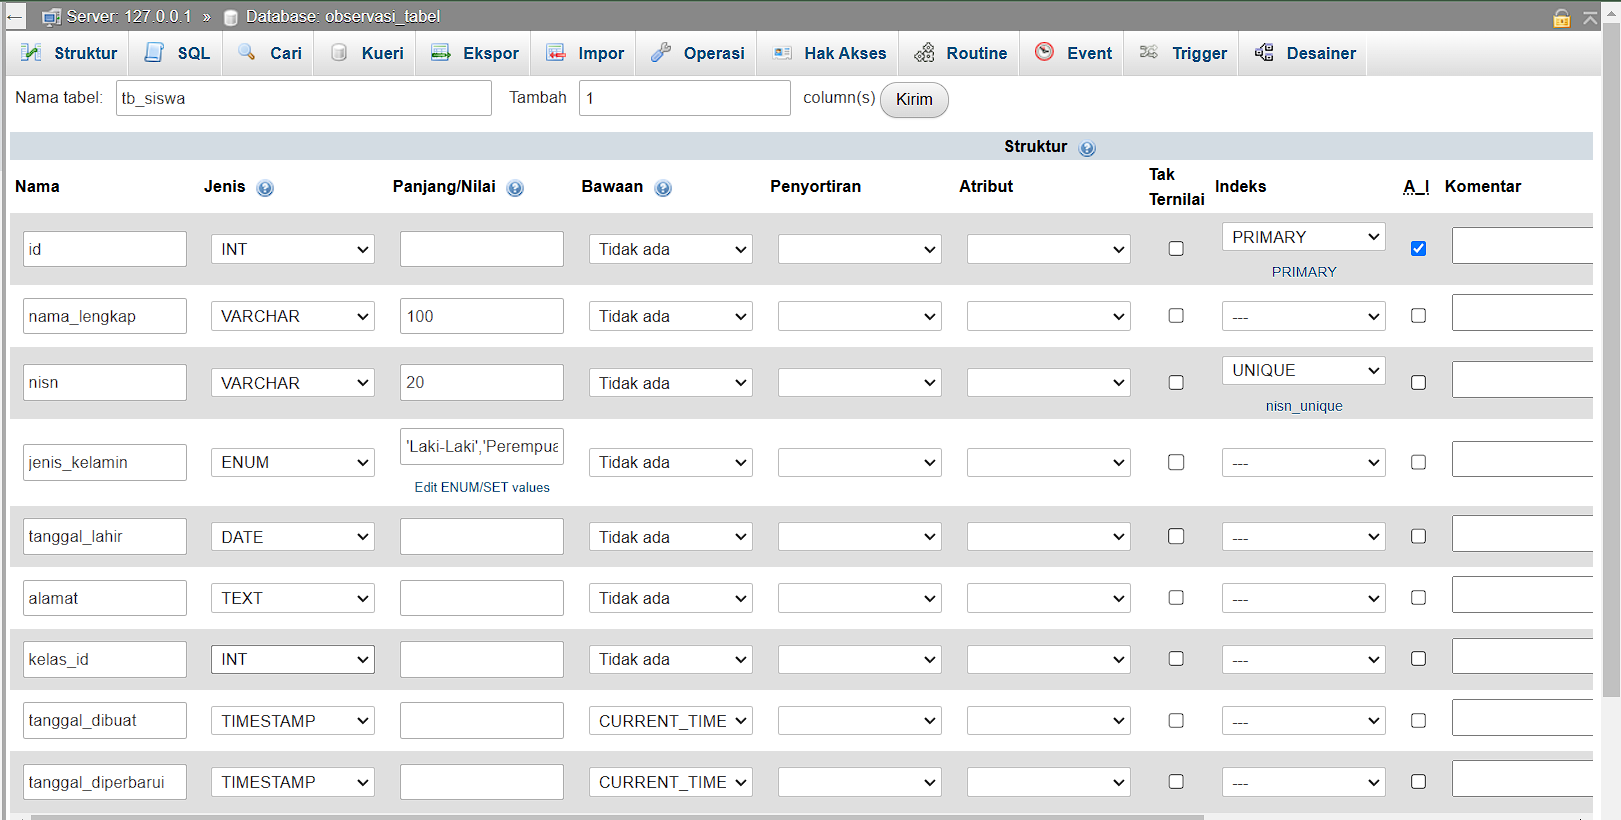 Server: 127.0.0.1 » Database: observasi_tabel
Struktur SQL Cari Kueri Ekspor Impor Operasi Hak Akses Routine Event Trigger Desainer
Nama tabel: tb_siswa Tambah 1 column(s) Kirim
Struktur
Nama Jenis Panjang/Nilai Bawaan Penyortiran Atribut Tak Ternilai Indeks A_I Komentar
id INT Tidak ada PRIMARY
PRIMARY
nama_lengkap VARCHAR 100 Tidak ada ---
nisn VARCHAR 20 Tidak ada UNIQUE
nisn_unique
jenis_kelamin ENUM 'Laki-Laki','Perempua Tidak ada ---
Edit ENUM/SET values
tanggal_lahir DATE Tidak ada ---
alamat TEXT Tidak ada ---
kelas_id INT Tidak ada ---
tanggal_dibuat TIMESTAMP CURRENT_TIME ---
tanggal_diperbarui TIMESTAMP CURRENT_TIME ---